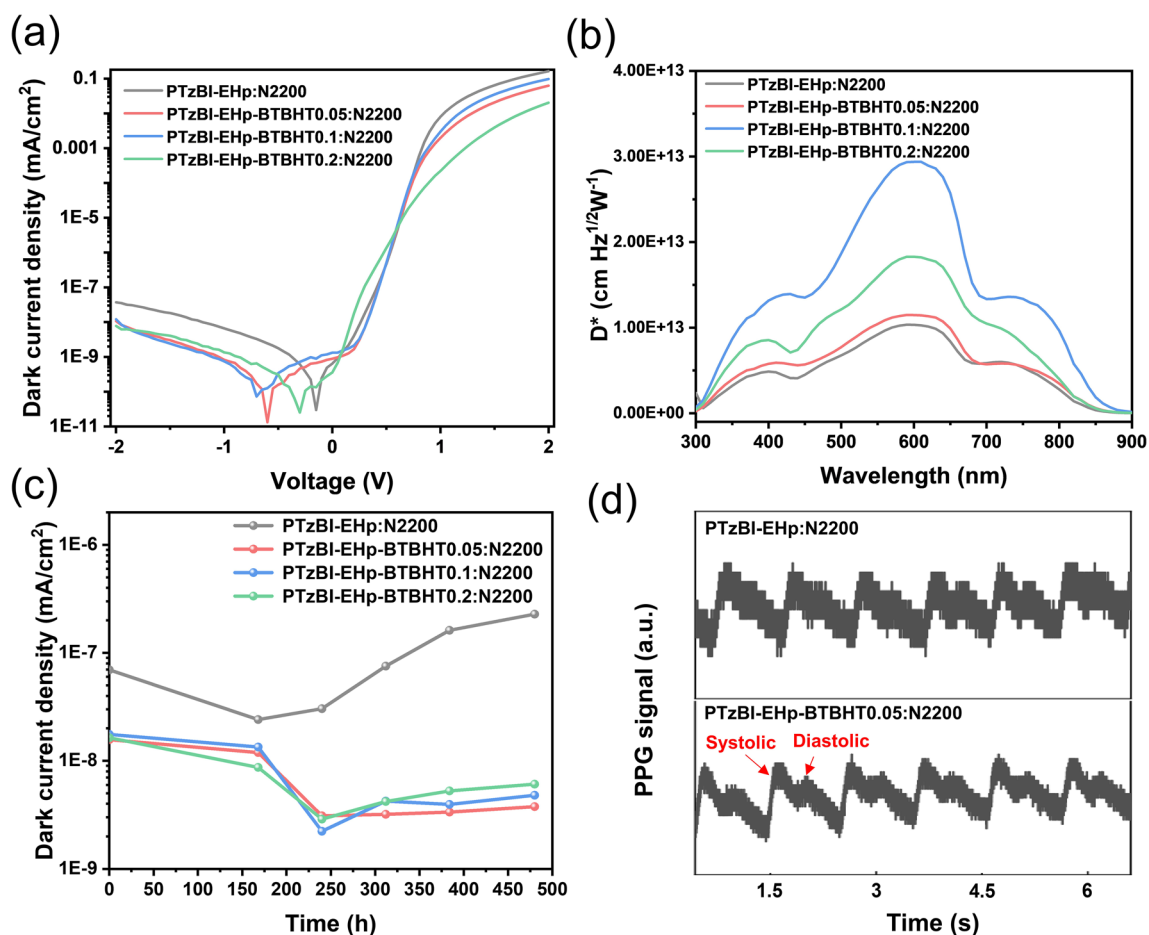 (a)
PTzBI-EHp:N2200
PTzBI-EHp-BTBHT0.05:N2200
PTzBI-EHp-BTBHT0.1:N2200
PTzBI-EHp-BTBHT0.2:N2200
0.1
0.001
1E-5
1E-7
1E-9
1E-11
-2
-1
0
1
2
Voltage (V)
Dark current density (mA/cm²)
(b)
PTzBI-EHp:N2200
PTzBI-EHp-BTBHT0.05:N2200
PTzBI-EHp-BTBHT0.1:N2200
PTzBI-EHp-BTBHT0.2:N2200
4.00E+13
3.00E+13
2.00E+13
1.00E+13
0.00E+00
300
400
500
600
700
800
900
Wavelength (nm)
D* (cm Hz^1/2W^-1)
(c)
PTzBI-EHp:N2200
PTzBI-EHp-BTBHT0.05:N2200
PTzBI-EHp-BTBHT0.1:N2200
PTzBI-EHp-BTBHT0.2:N2200
1E-6
1E-7
1E-8
1E-9
0
50
100
150
200
250
300
350
400
450
500
Time (h)
Dark current density (mA/cm²)
(d)
PTzBI-EHp:N2200
PTzBI-EHp-BTBHT0.05:N2200
Systolic
Diastolic
1.5
3
4.5
6
Time (s)
PPG signal (a.u.)